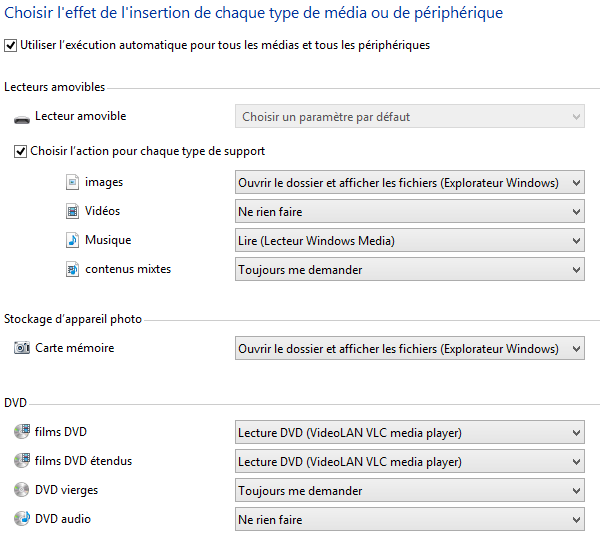 Choisir l'effet de l'insertion de chaque type de média ou de périphérique
Utiliser l'exécution automatique pour tous les médias et tous les périphériques
Lecteurs amovibles
Lecteur amovible Choisir un paramètre par défaut
Choisir l'action pour chaque type de support
images Ouvrir le dossier et afficher les fichiers (Explorateur Windows)
Vidéos Ne rien faire
Musique Lire (Lecteur Windows Media)
contenus mixtes Toujours me demander
Stockage d'appareil photo
Carte mémoire Ouvrir le dossier et afficher les fichiers (Explorateur Windows)
DVD
films DVD Lecture DVD (VideoLAN VLC media player)
films DVD étendus Lecture DVD (VideoLAN VLC media player)
DVD vierges Toujours me demander
DVD audio Ne rien faire